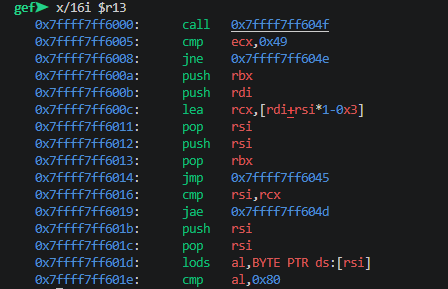 gef➤ x/16i $r13
0x7ffff7ff6000: call 0x7ffff7ff604f
0x7ffff7ff6005: cmp ecx,0x49
0x7ffff7ff6008: jne 0x7ffff7ff604e
0x7ffff7ff600a: push rbx
0x7ffff7ff600b: push rdi
0x7ffff7ff600c: lea rcx,[rdi+rsi*1-0x3]
0x7ffff7ff6011: pop rsi
0x7ffff7ff6012: push rsi
0x7ffff7ff6013: pop rbx
0x7ffff7ff6014: jmp 0x7ffff7ff6045
0x7ffff7ff6016: cmp rsi,rcx
0x7ffff7ff6019: jae 0x7ffff7ff604d
0x7ffff7ff601b: push rsi
0x7ffff7ff601c: pop rsi
0x7ffff7ff601d: lods al,BYTE PTR ds:[rsi]
0x7ffff7ff601e: cmp al,0x80